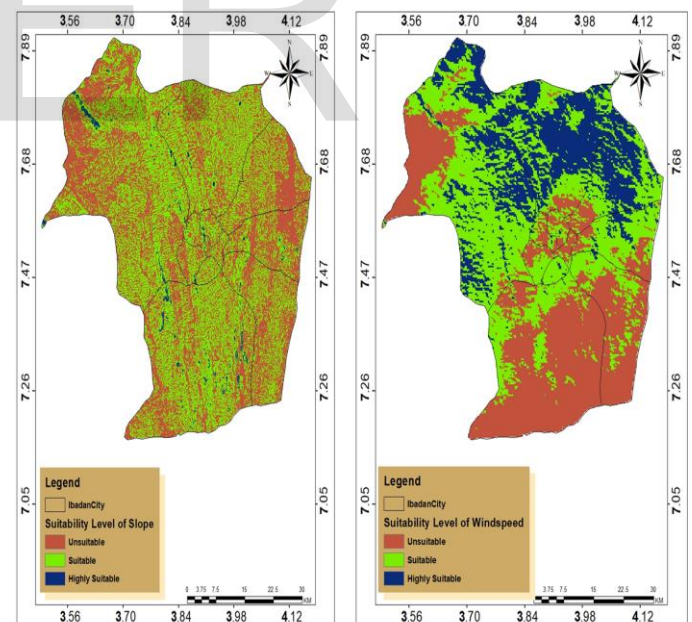 3.56 3.70 3.84 3.98 4.12
7.89 7.89
7.68 7.68
7.47 7.47
7.26 7.26
7.05 7.05
N
W E
S
Legend
IbadanCity
Suitability Level of Slope
Unsuitable
Suitable
Highly Suitable
0 3.75 7.5 15 22.5 30
KM
3.56 3.70 3.84 3.98 4.12
3.56 3.70 3.84 3.98 4.12
7.89 7.89
7.68 7.68
7.47 7.47
7.26 7.26
7.05 7.05
N
W E
S
Legend
IbadanCity
Suitability Level of Windspeed
Unsuitable
Suitable
Highly Suitable
0 3.75 7.5 15 22.5 30
KM
3.56 3.70 3.84 3.98 4.12
ER